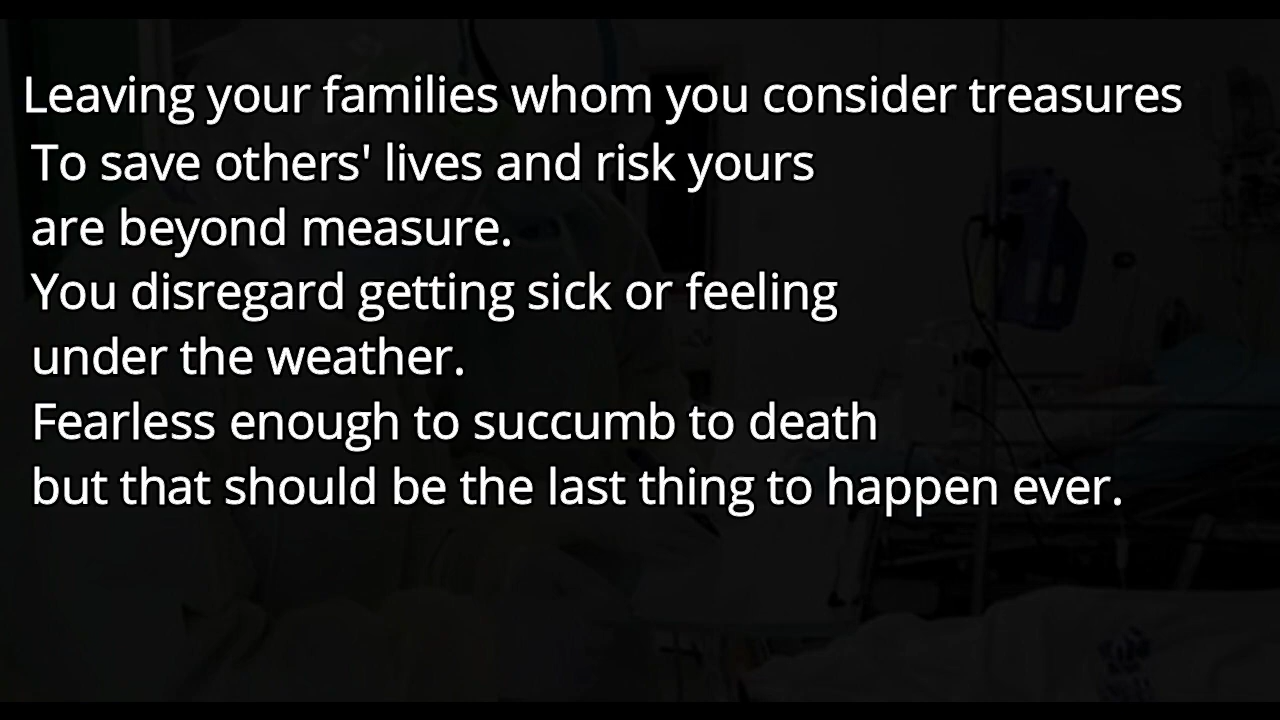 Leaving your families whom you consider treasures
To save others' lives and risk yours
are beyond measure.
You disregard getting sick or feeling
under the weather.
Fearless enough to succumb to death
but that should be the last thing to happen ever.